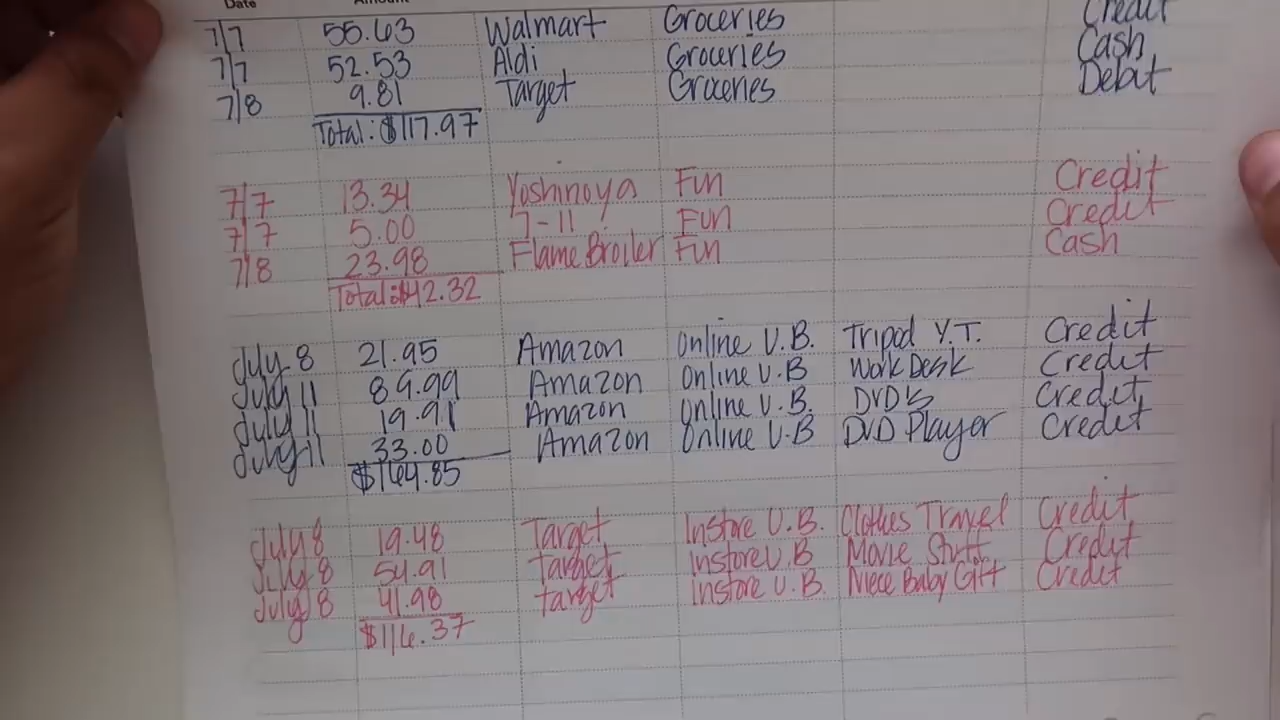 Date Amount
7/7 55.63 Walmart Groceries Credit
7/7 52.53 Aldi Groceries Cash
7/8 9.81 Target Groceries Debit
Total: $117.97
7/7 13.34 Yoshinoya Fun Credit
7/7 5.00 7-11 Fun Credit
7/8 23.98 Flame Broiler Fun Cash
Total: $42.32
July 8 21.95 Amazon Online U.B. Tripod Y.T. Credit
July 11 89.99 Amazon Online U.B Work Desk Credit
July 11 19.91 Amazon Online U.B. DVD's Credit
July 11 33.00 Amazon Online U.B DVD Player Credit
$164.85
July 8 19.48 Target Instore U.B. Clothes Travel Credit
July 8 54.91 Target Instore U.B Movie Stuff Credit
July 8 41.98 target Instore U.B. Niece Baby Gift Credit
$116.37